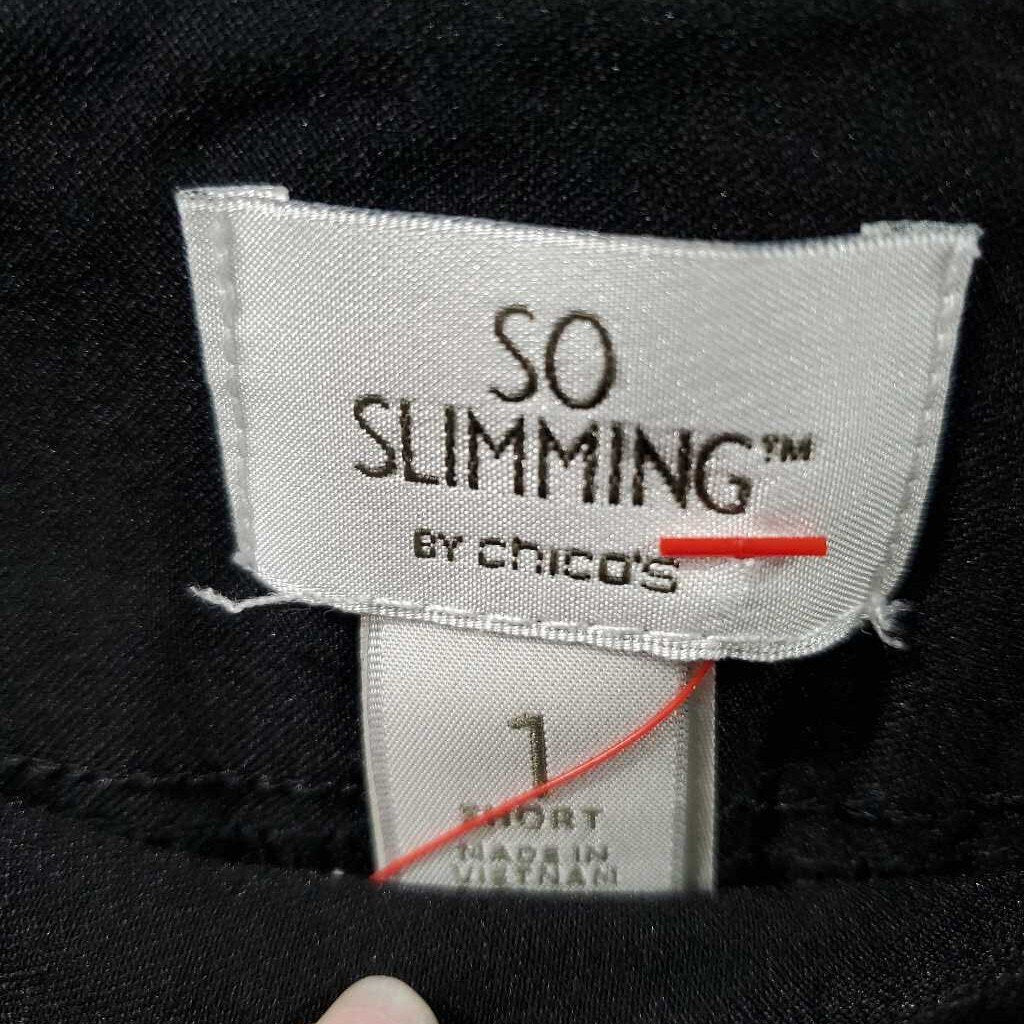 SO
SLIMMING™
BY chico's
1
SHORT
MADE IN
VIETNAM